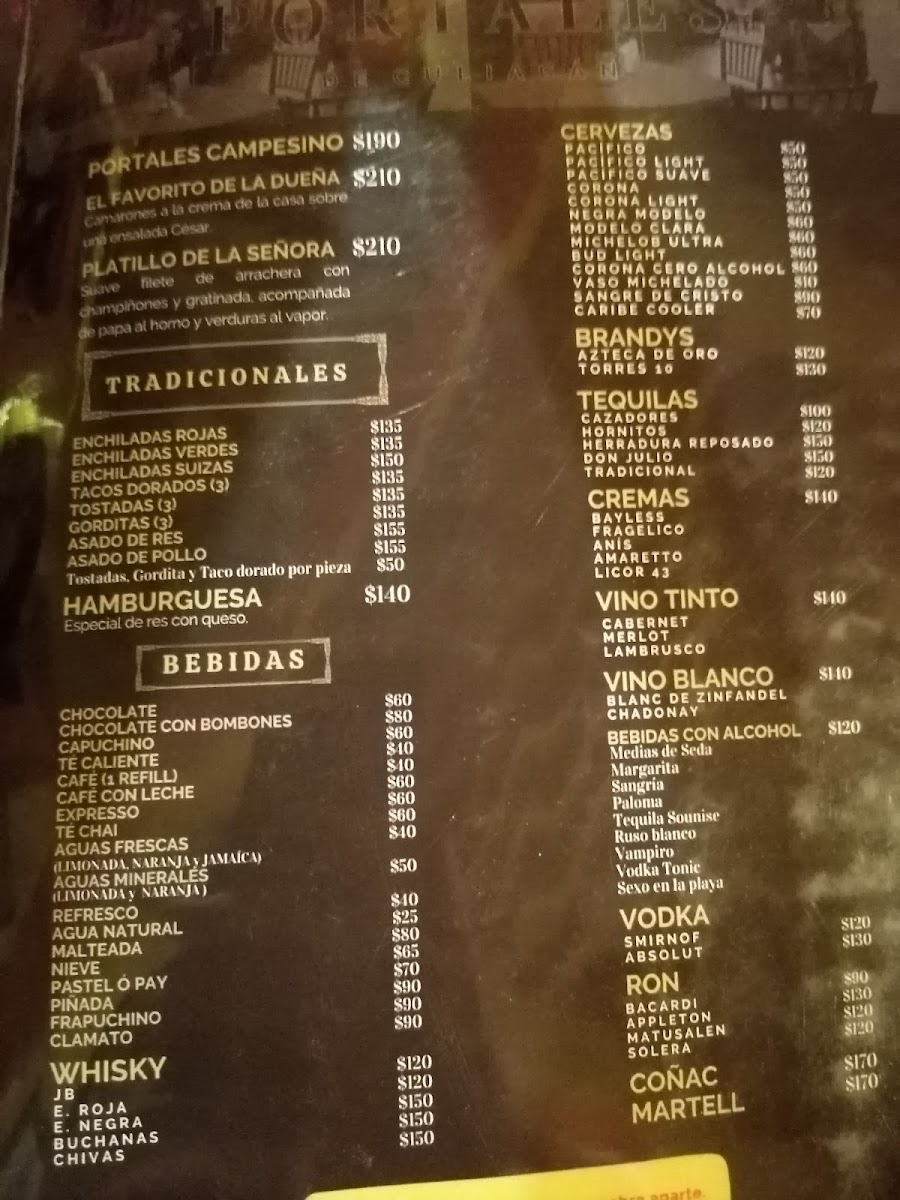 PORTALES
DE CULIACÁN
PORTALES CAMPESINO $190
EL FAVORITO DE LA DUEÑA $210
Camarones a la crema de la casa sobre
una ensalada César.
PLATILLO DE LA SEÑORA $210
Suave filete de arrachera con
champiñones y gratinada, acompañada
de papa al horno y verduras al vapor.
TRADICIONALES
ENCHILADAS ROJAS $135
ENCHILADAS VERDES $135
ENCHILADAS SUIZAS $150
TACOS DORADOS (3) $135
TOSTADAS (3) $135
GORDITAS (3) $135
ASADO DE RES $155
ASADO DE POLLO $155
Tostadas, Gordita y Taco dorado por pieza $50
HAMBURGUESA $140
Especial de res con queso.
BEBIDAS
CHOCOLATE $60
CHOCOLATE CON BOMBONES $80
CAPUCHINO $60
TÉ CALIENTE $40
CAFÉ (1 REFILL) $40
CAFÉ CON LECHE $60
EXPRESSO $60
TÉ CHAI $60
AGUAS FRESCAS $40
(LIMONADA, NARANJA y JAMAÍCA)
AGUAS MINERALES $50
(LIMONADA y NARANJA)
REFRESCO $40
AGUA NATURAL $25
MALTEADA $80
NIEVE $65
PASTEL Ó PAY $70
PIÑADA $90
FRAPUCHINO $90
CLAMATO $90
WHISKY
JB $120
E. ROJA $120
E. NEGRA $150
BUCHANAS $150
CHIVAS $150
CERVEZAS
PACÍFICO $50
PACÍFICO LIGHT $50
PACÍFICO SUAVE $50
CORONA $50
CORONA LIGHT $50
NEGRA MODELO $60
MODELO CLARA $60
MICHELOB ULTRA $60
BUD LIGHT $60
CORONA CERO ALCOHOL $60
VASO MICHELADO $10
SANGRE DE CRISTO $90
CARIBE COOLER $70
BRANDYS
AZTECA DE ORO $120
TORRES 10 $130
TEQUILAS
CAZADORES $100
HORNITOS $120
HERRADURA REPOSADO $150
DON JULIO $150
TRADICIONAL $120
CREMAS $140
BAYLESS
FRAGELICO
ANÍS
AMARETTO
LICOR 43
VINO TINTO $140
CABERNET
MERLOT
LAMBRUSCO
VINO BLANCO $140
BLANC DE ZINFANDEL
CHADONAY
BEBIDAS CON ALCOHOL $120
Medias de Seda
Margarita
Sangría
Paloma
Tequila Sounise
Ruso blanco
Vampiro
Vodka Tonic
Sexo en la playa
VODKA
SMIRNOF $120
ABSOLUT $130
RON
BACARDI $90
APPLETON $130
MATUSALEN $120
SOLERA $120
COÑAC $170
MARTELL $170
aparte.